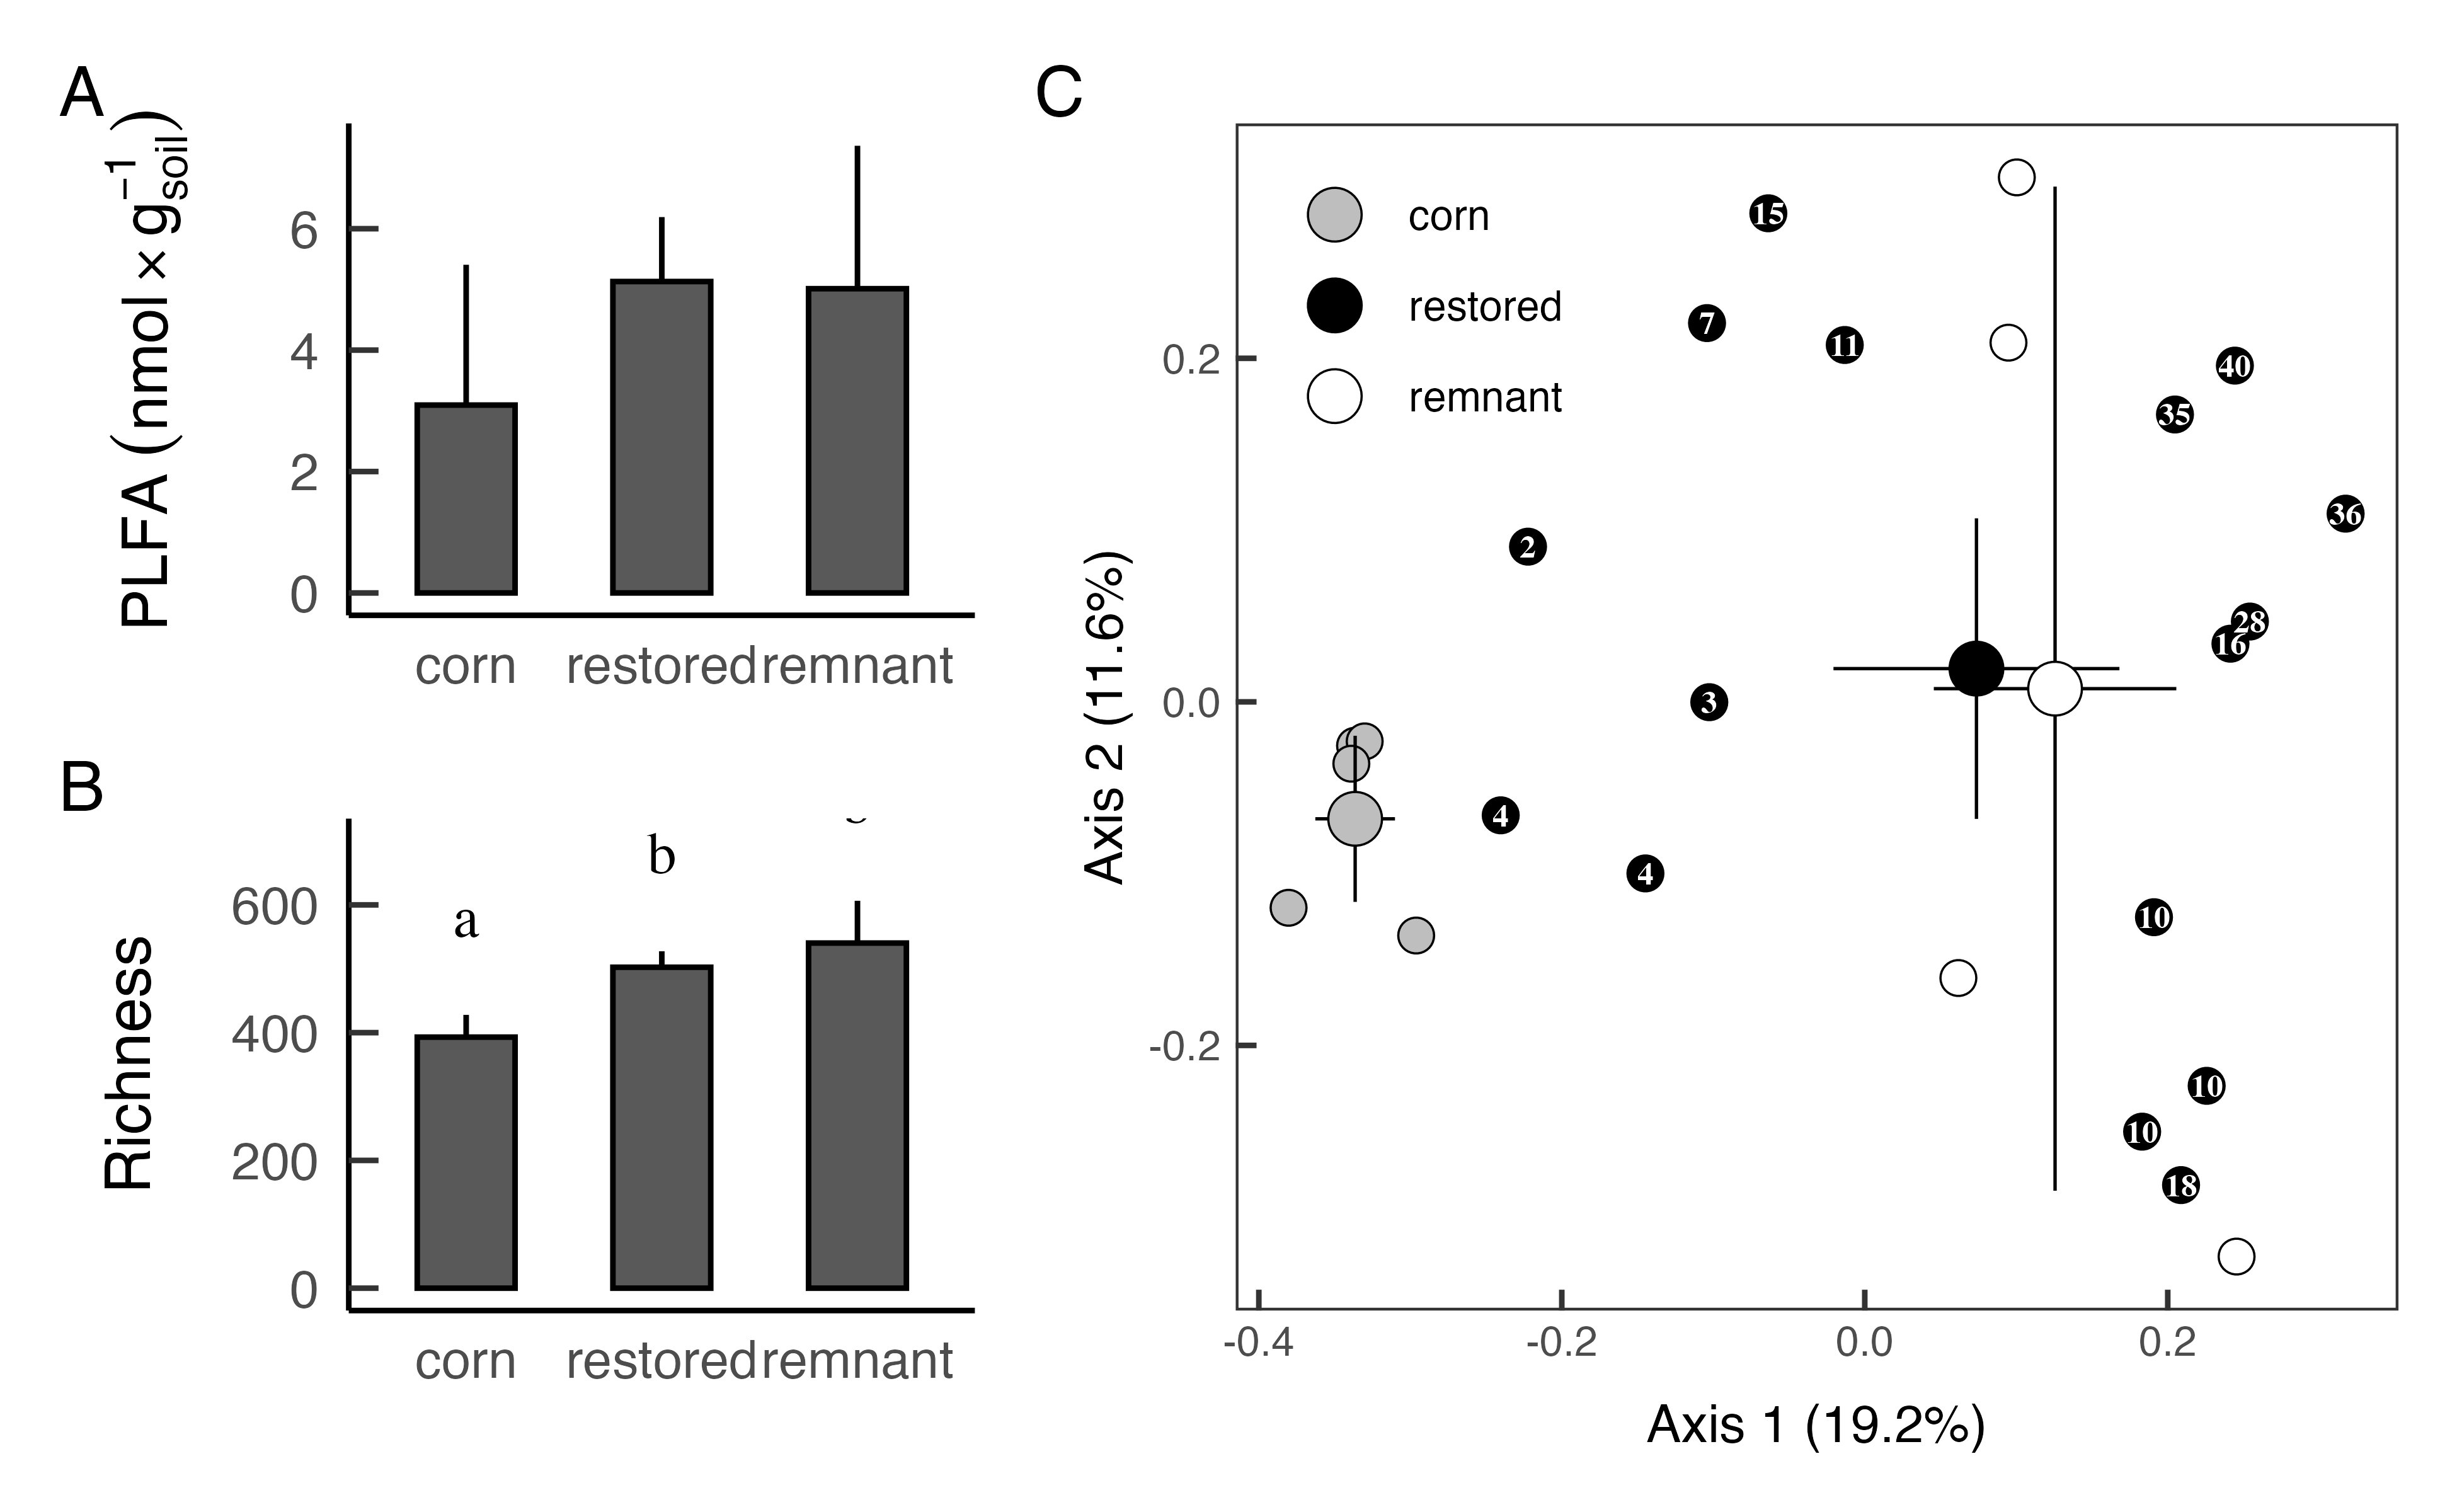 A
PLFA (nmol × g⁻¹soil)
6
4
2
0
corn restored remnant
B
Richness
a
b
600
400
200
0
corn restored remnant
C
corn
restored
remnant
Axis 2 (11.6%)
0.2
0.0
-0.2
15
7
11
40
35
36
2
28
16
3
4
4
10
10
10
18
-0.4 -0.2 0.0 0.2
Axis 1 (19.2%)